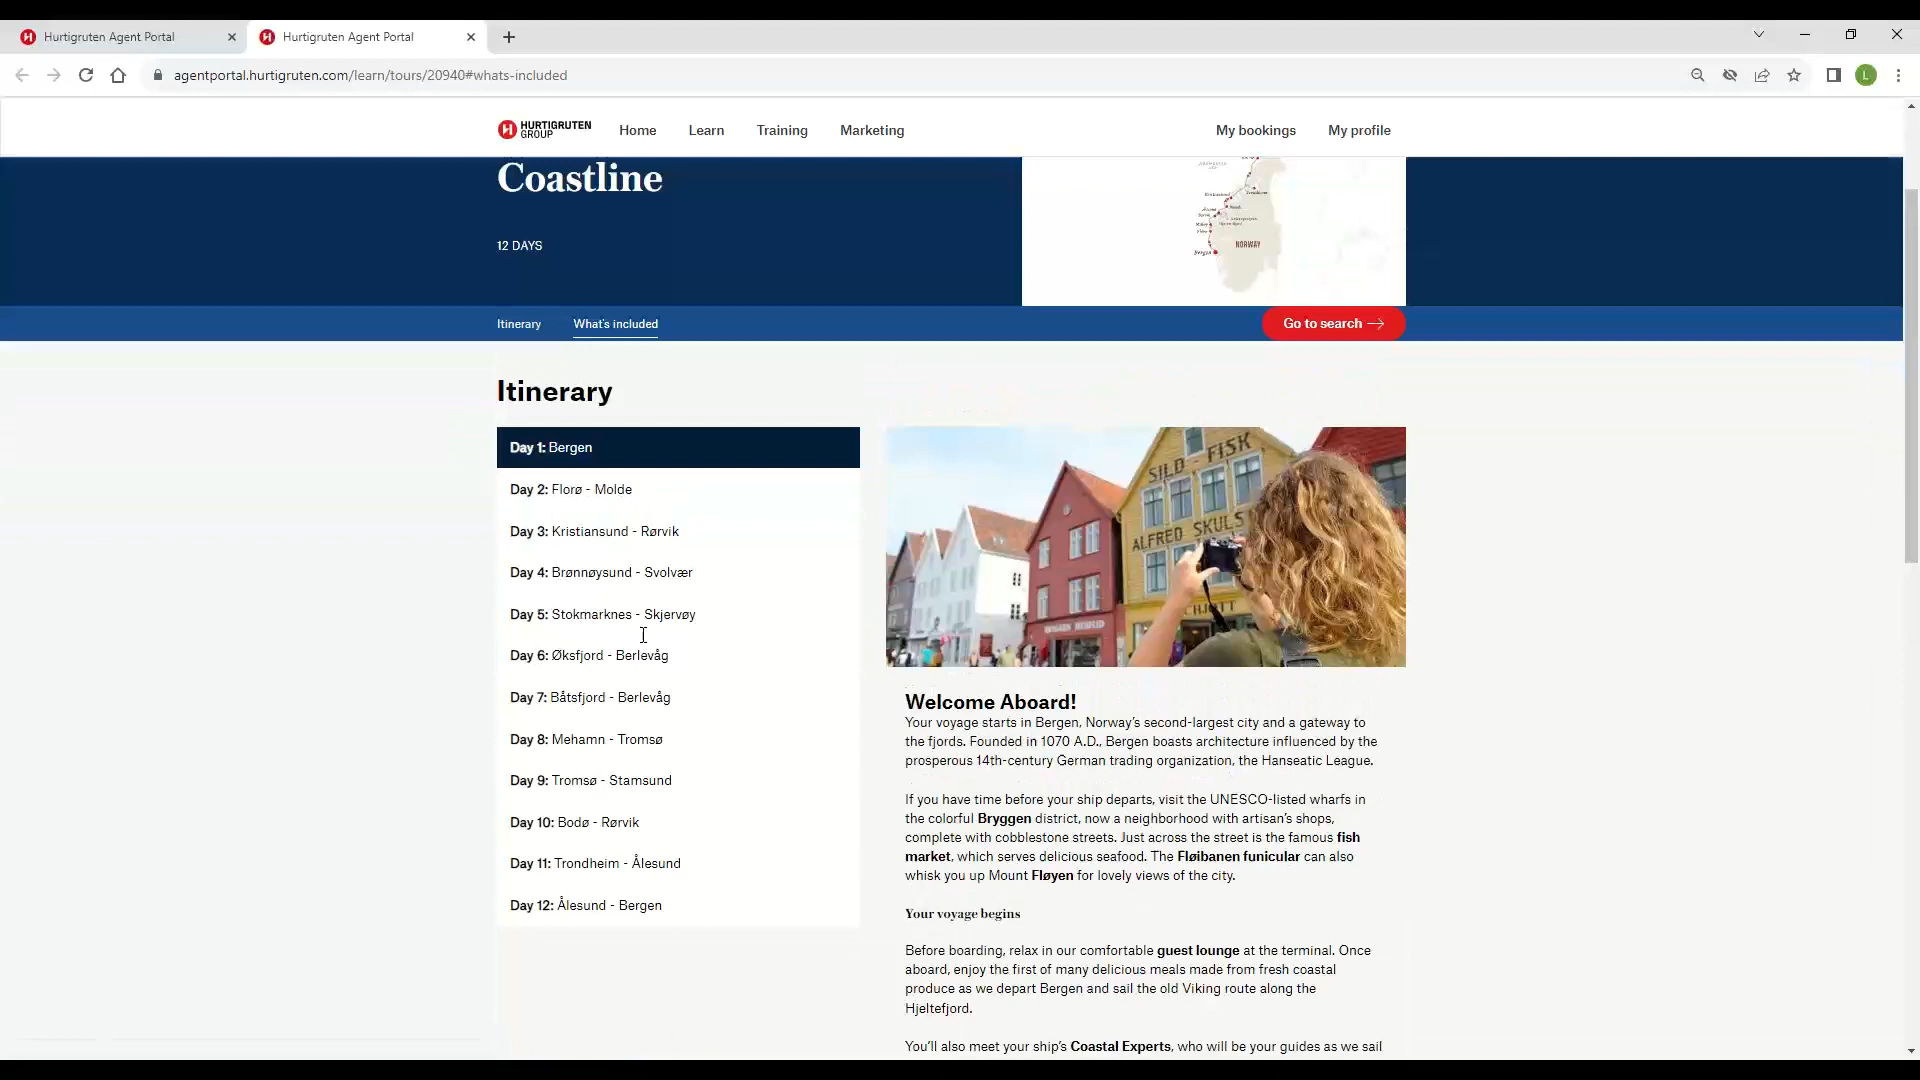 Hurtigruten Agent Portal
Hurtigruten Agent Portal
agentportal.hurtigruten.com/learn/tours/20940#whats-included
L
HURTIGRUTEN
GROUP
Home
Learn
Training
Marketing
My bookings
My profile
Coastline
12 DAYS
NORWAY
Bergen
Itinerary
What's included
Go to search
Itinerary
Day 1: Bergen
Day 2: Florø - Molde
Day 3: Kristiansund - Rørvik
Day 4: Brønnøysund - Svolvær
Day 5: Stokmarknes - Skjervøy
Day 6: Øksfjord - Berlevåg
Day 7: Båtsfjord - Berlevåg
Day 8: Mehamn - Tromsø
Day 9: Tromsø - Stamsund
Day 10: Bodø - Rørvik
Day 11: Trondheim - Ålesund
Day 12: Ålesund - Bergen
SILD - FISK
ALFRED SKULS
Welcome Aboard!
Your voyage starts in Bergen, Norway's second-largest city and a gateway to
the fjords. Founded in 1070 A.D., Bergen boasts architecture influenced by the
prosperous 14th-century German trading organization, the Hanseatic League.
If you have time before your ship departs, visit the UNESCO-listed wharfs in
the colorful Bryggen district, now a neighborhood with artisan's shops,
complete with cobblestone streets. Just across the street is the famous fish
market, which serves delicious seafood. The Fløibanen funicular can also
whisk you up Mount Fløyen for lovely views of the city.
Your voyage begins
Before boarding, relax in our comfortable guest lounge at the terminal. Once
aboard, enjoy the first of many delicious meals made from fresh coastal
produce as we depart Bergen and sail the old Viking route along the
Hjeltefjord.
You'll also meet your ship's Coastal Experts, who will be your guides as we sail